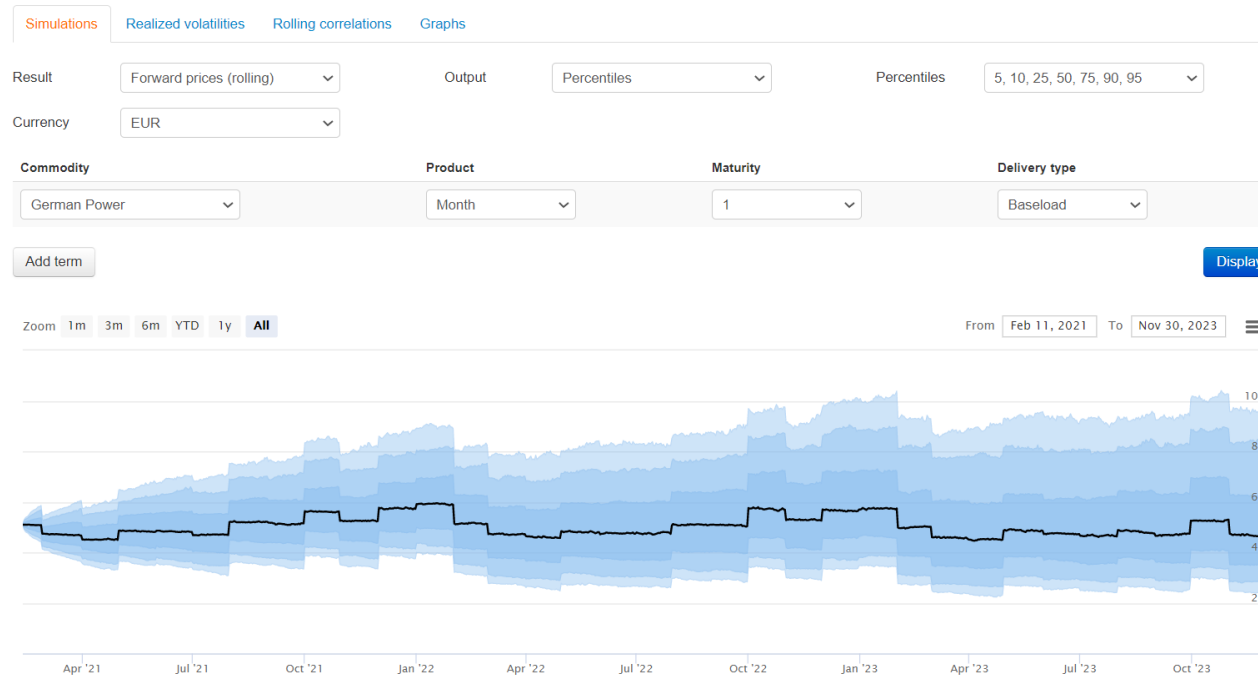 Simulations Realized volatilities Rolling correlations Graphs
Result Forward prices (rolling) Output Percentiles Percentiles 5, 10, 25, 50, 75, 90, 95
Currency EUR
Commodity Product Maturity Delivery type
German Power Month 1 Baseload
Add term Display
Zoom 1m 3m 6m YTD 1y All From Feb 11, 2021 To Nov 30, 2023
Apr '21 Jul '21 Oct '21 Jan '22 Apr '22 Jul '22 Oct '22 Jan '23 Apr '23 Jul '23 Oct '23